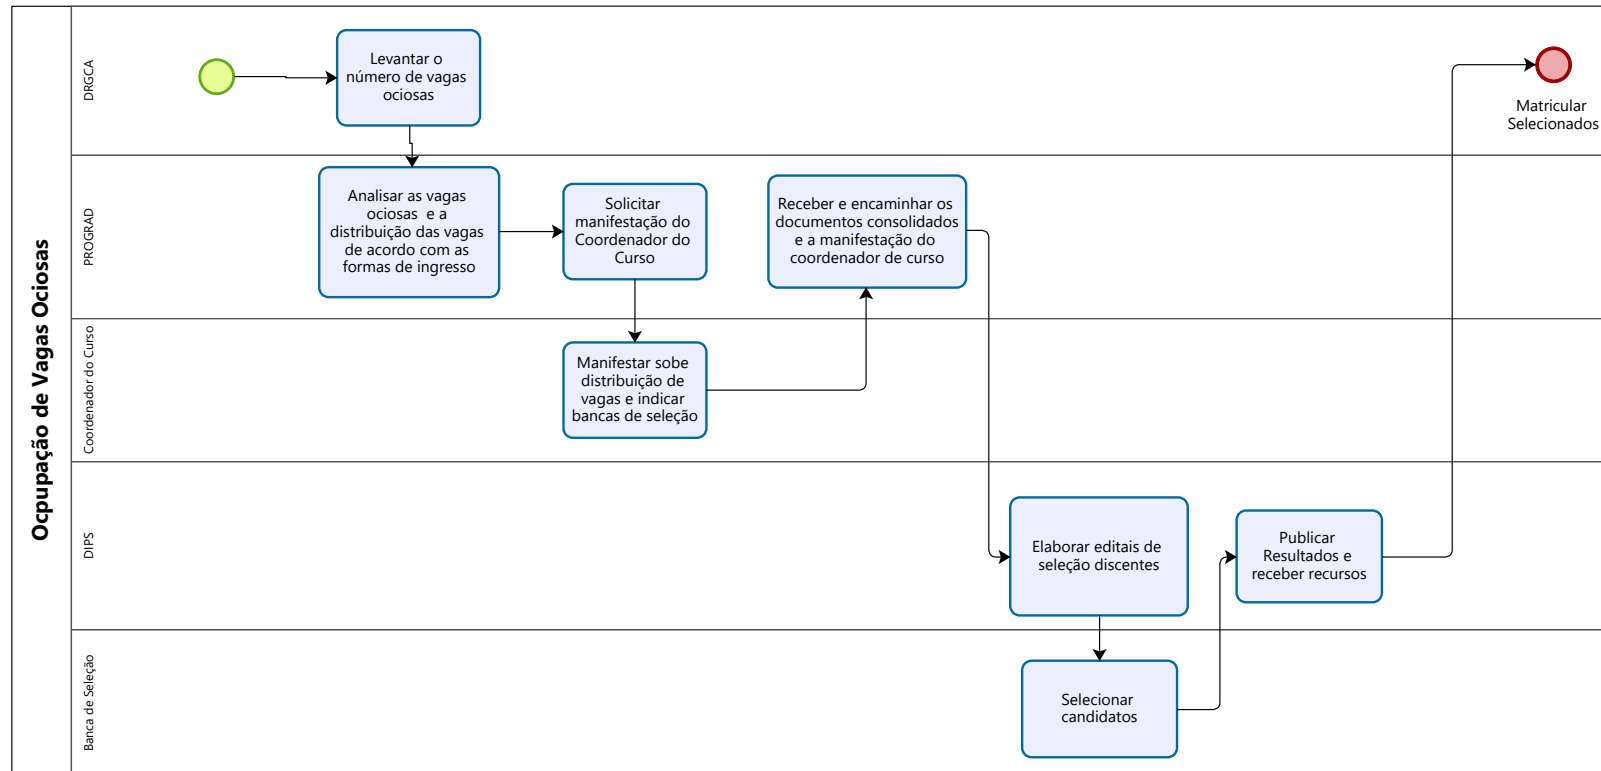 Ocpupação de Vagas Ociosas
DRGCA
Levantar o
número de vagas
ociosas
Matricular
Selecionados
PROGRAD
Analisar as vagas
ociosas e a
distribuição das vagas
de acordo com as
formas de ingresso
Solicitar
manifestação do
Coordenador do
Curso
Receber e encaminhar os
documentos consolidados
e a manifestação do
coordenador de curso
Coordenador do Curso
Manifestar sobe
distribuição de
vagas e indicar
bancas de seleção
DIPS
Elaborar editais de
seleção discentes
Publicar
Resultados e
receber recursos
Banca de Seleção
Selecionar
candidatos